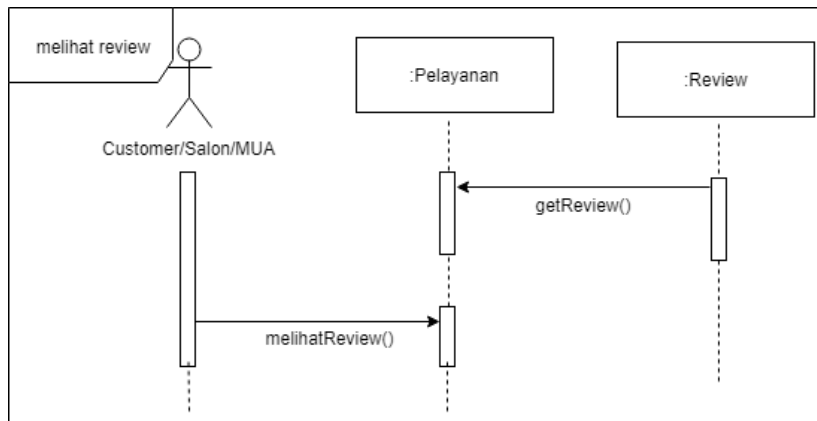 melihat review
:Pelayanan
:Review
Customer/Salon/MUA
getReview()
melihatReview()